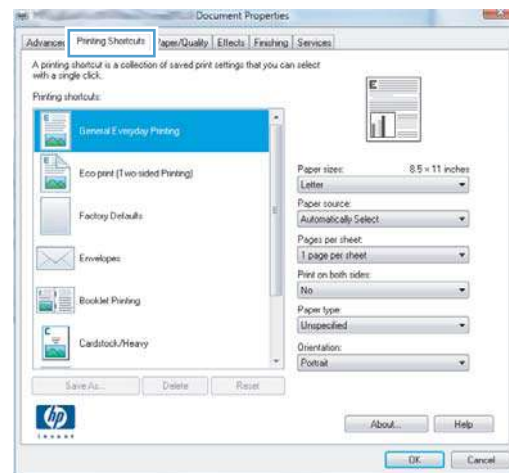 Document Properties
Advanced Printing Shortcuts Paper/Quality Effects Finishing Services
A printing shortcut is a collection of saved print settings that you can select
with a single click.
Printing shortcuts:
General Everyday Printing
Eco-print (Two-sided Printing)
Factory Defaults
Envelopes
Booklet Printing
Cardstock/Heavy
Save As... Delete Reset
E
Paper sizes: 8.5 × 11 inches
Letter
Paper source:
Automatically Select
Pages per sheet:
1 page per sheet
Print on both sides:
No
Paper type:
Unspecified
Orientation:
Portrait
hp
invent
About... Help
OK Cancel